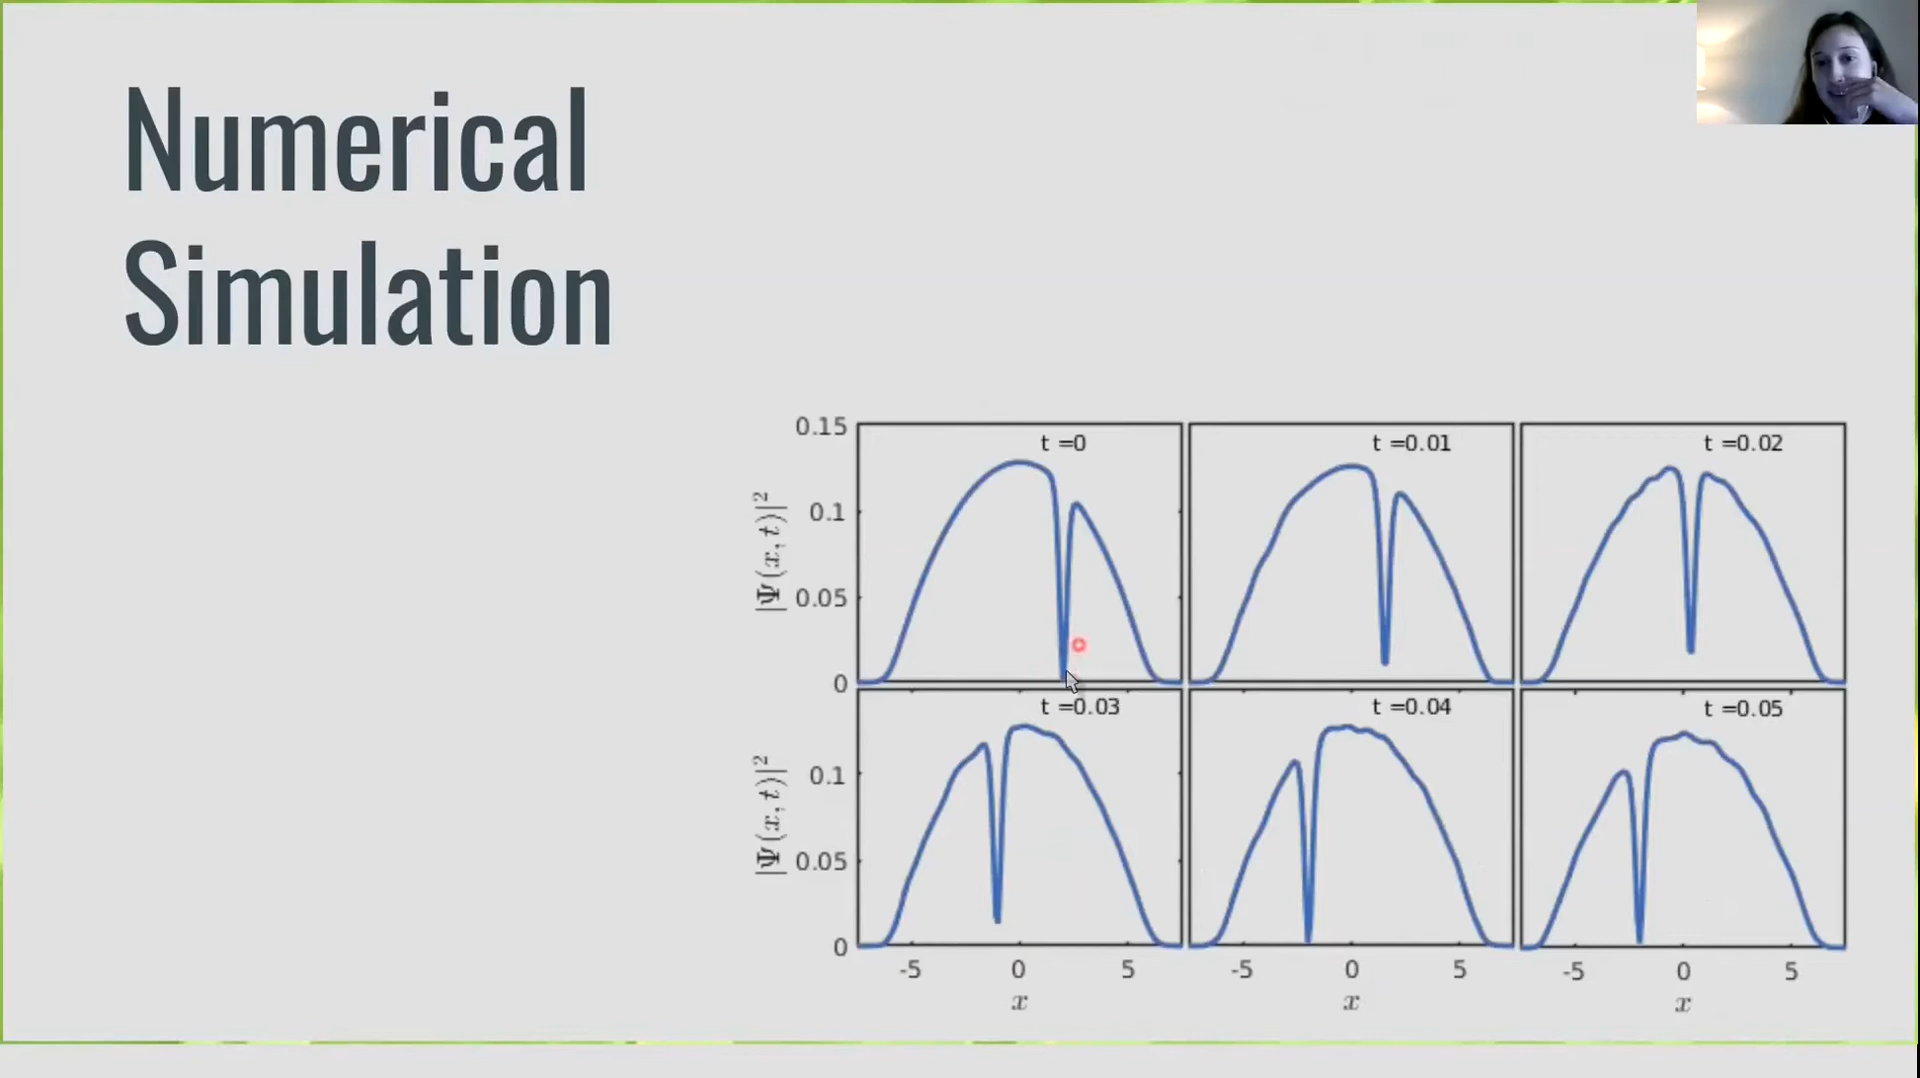 Numerical
Simulation
0.15
0.1
0.05
0
|Ψ(x, t)|²
t =0
t =0.01
t =0.02
0.1
0.05
0
|Ψ(x, t)|²
t =0.03
t =0.04
t =0.05
-5 0 5
-5 0 5
-5 0 5
x
x
x